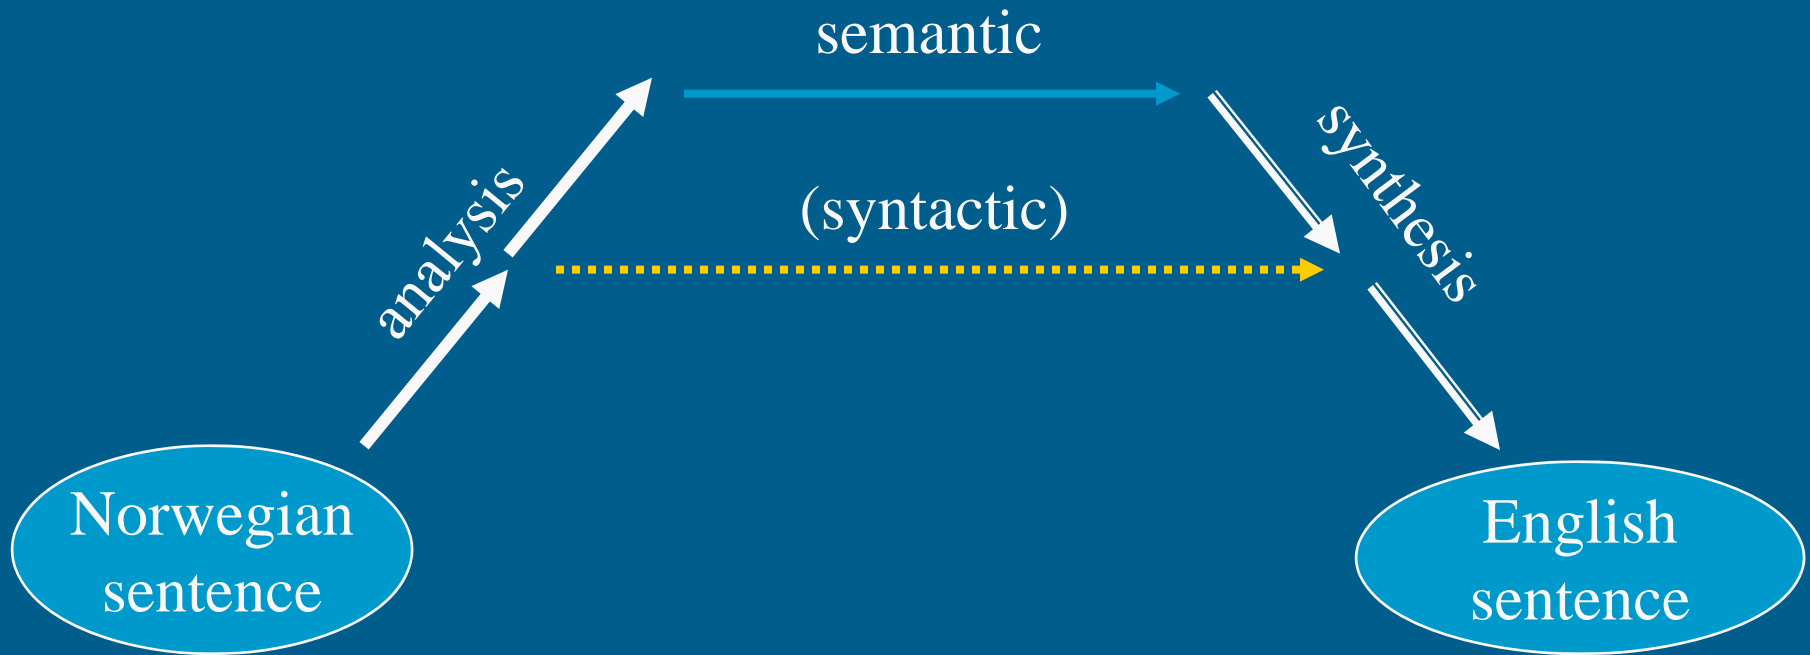 semantic
analysis
(syntactic)
synthesis
Norwegian
sentence
English
sentence